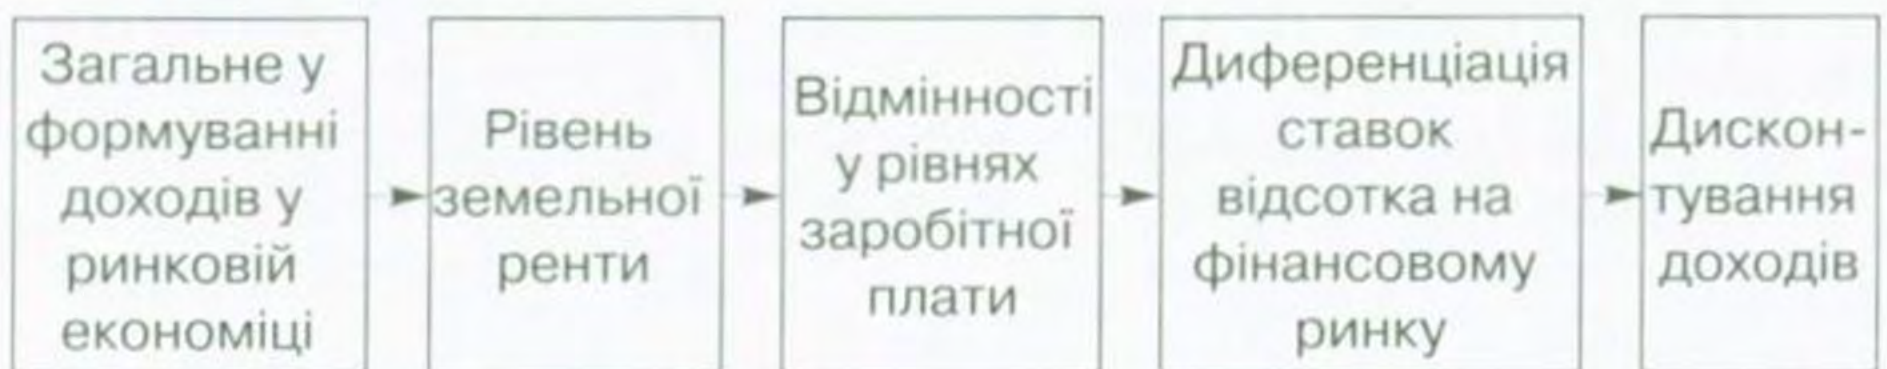 Загальне у
формуванні
доходів у
ринковій
економіці
Рівень
земельної
ренти
Відмінності
у рівнях
заробітної
плати
Диференціація
ставок
відсотка на
фінансовому
ринку
Дискон-
тування
доходів